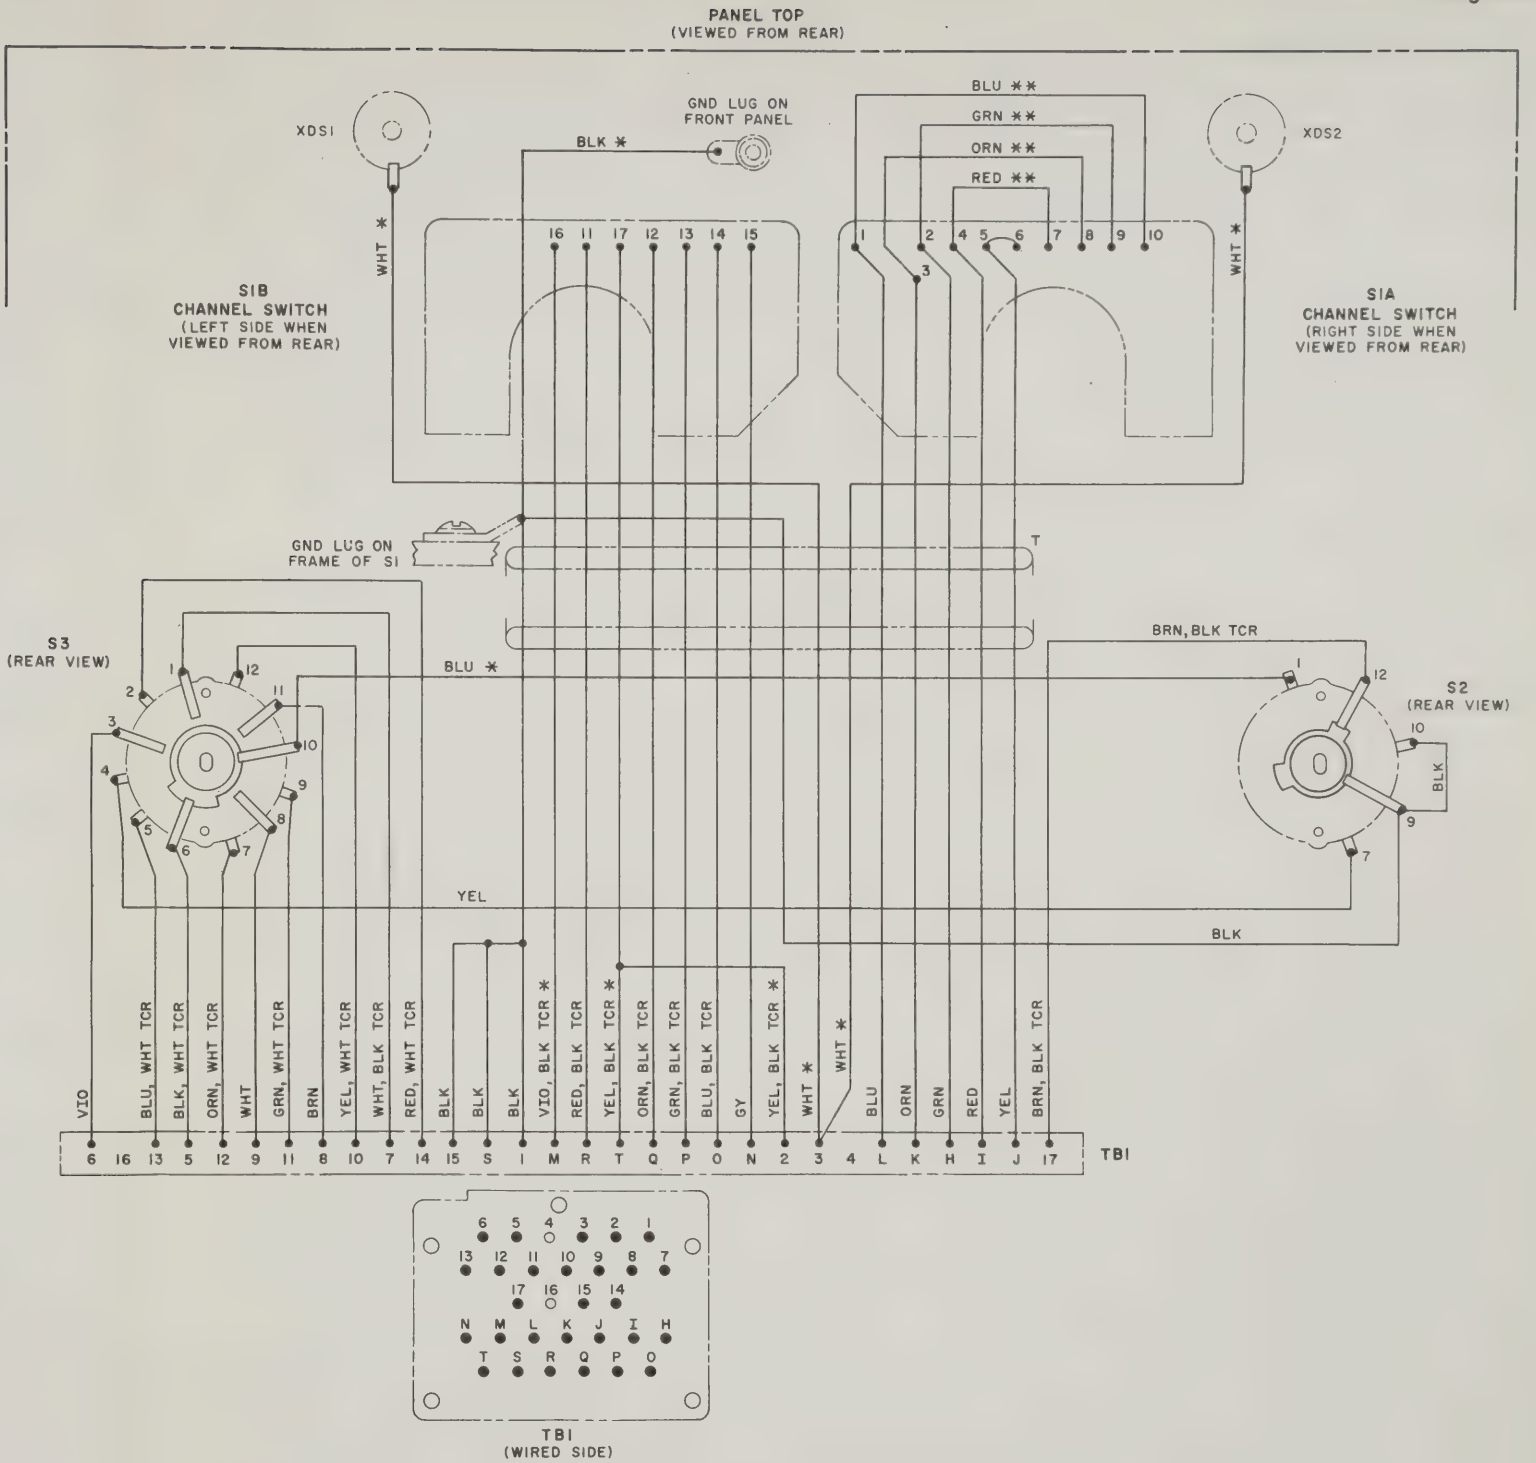 PANEL TOP
(VIEWED FROM REAR)
BLU **
GRN **
ORN **
RED **
GND LUG ON
FRONT PANEL
BLK *
XDS1
XDS2
WHT *
WHT *
16 11 17 12 13 14 15
1 2 4 5 6 7 8 9 10
3
S1B
CHANNEL SWITCH
(LEFT SIDE WHEN
VIEWED FROM REAR)
S1A
CHANNEL SWITCH
(RIGHT SIDE WHEN
VIEWED FROM REAR)
GND LUG ON
FRAME OF S1
T
S3
(REAR VIEW)
BLU *
BRN, BLK TCR
S2
(REAR VIEW)
1
2
3
4
5
6
7
8
9
10
11
12
1
12
10
9
7
BLK
YEL
BLK
VIO
BLU, WHT TCR
BLK, WHT TCR
ORN, WHT TCR
WHT
GRN, WHT TCR
BRN
YEL, WHT TCR
WHT, BLK TCR
RED, WHT TCR
BLK
BLK
BLK
VIO, BLK TCR *
RED, BLK TCR
YEL, BLK TCR *
ORN, BLK TCR
GRN, BLK TCR
BLU, BLK TCR
GY
YEL, BLK TCR *
WHT *
WHT *
BLU
ORN
GRN
RED
YEL
BRN, BLK TCR
6 16 13 5 12 9 11 8 10 7 14 15 S 1 M R T Q P O N 2 3 4 L K H I J 17
TB1
6 5 4 3 2 1
13 12 11 10 9 8 7
17 16 15 14
N M L K J I H
T S R Q P O
TB1
(WIRED SIDE)